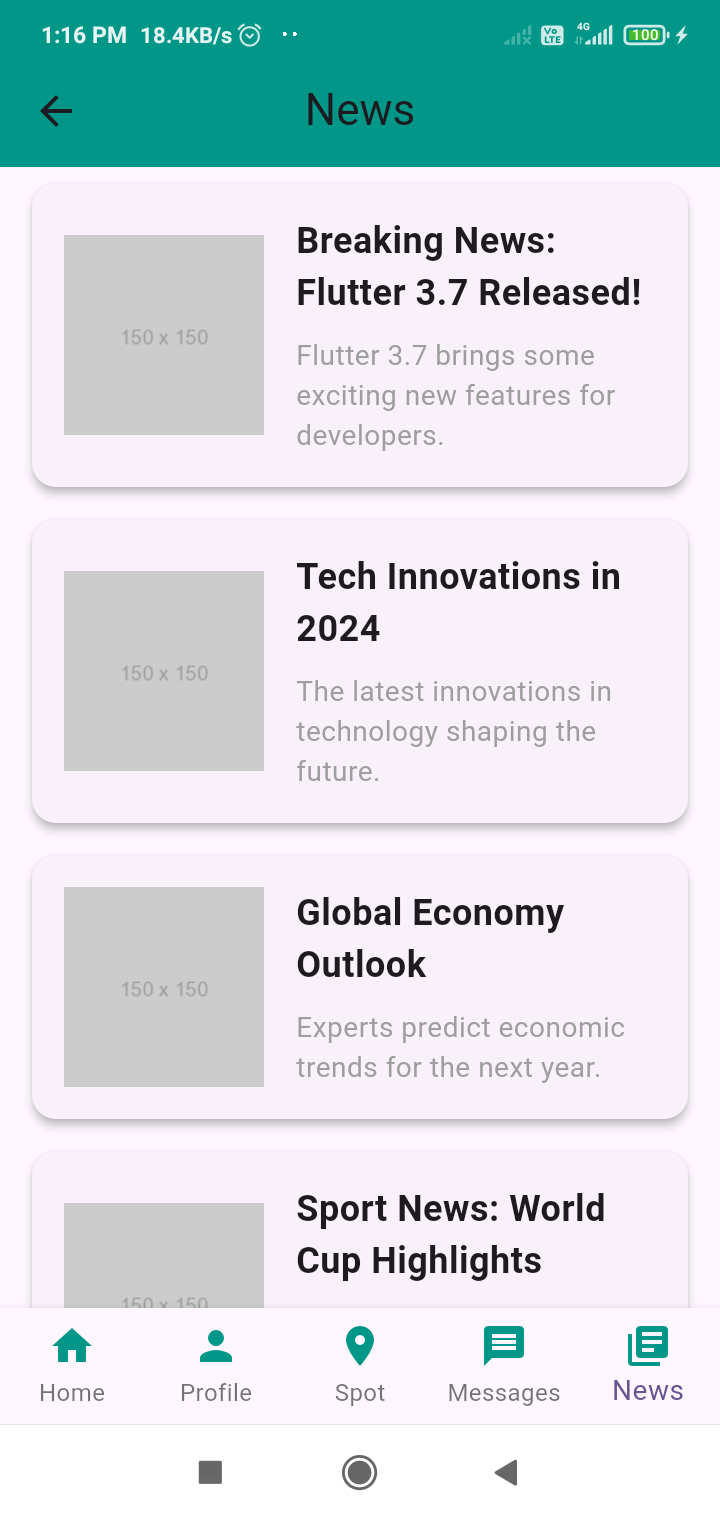 1:16 PM 18.4KB/s Vo LTE 4G 100
News
150 x 150
Breaking News:
Flutter 3.7 Released!
Flutter 3.7 brings some
exciting new features for
developers.
150 x 150
Tech Innovations in
2024
The latest innovations in
technology shaping the
future.
150 x 150
Global Economy
Outlook
Experts predict economic
trends for the next year.
150 x 150
Sport News: World
Cup Highlights
Home Profile Spot Messages News